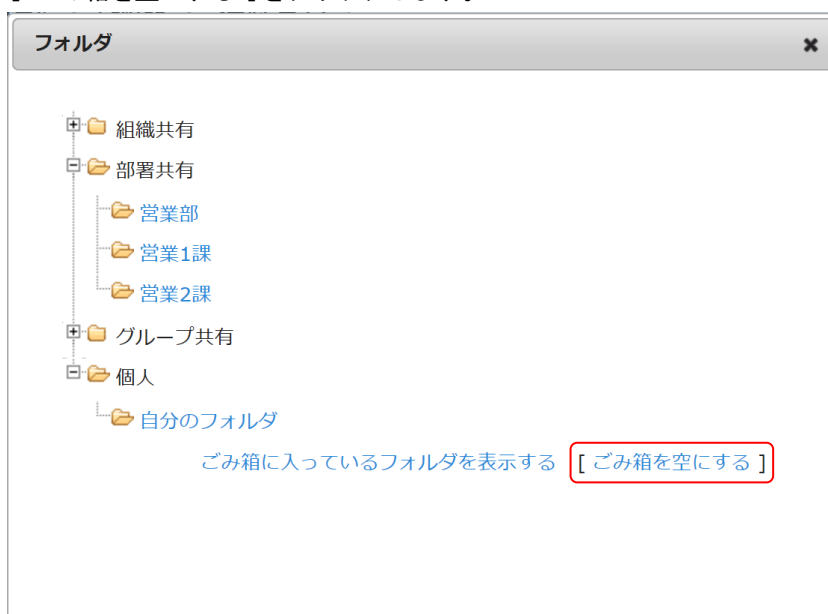 フォルダ
組織共有
部署共有
営業部
営業1課
営業2課
グループ共有
個人
自分のフォルダ
ごみ箱に入っているフォルダを表示する [ ごみ箱を空にする ]